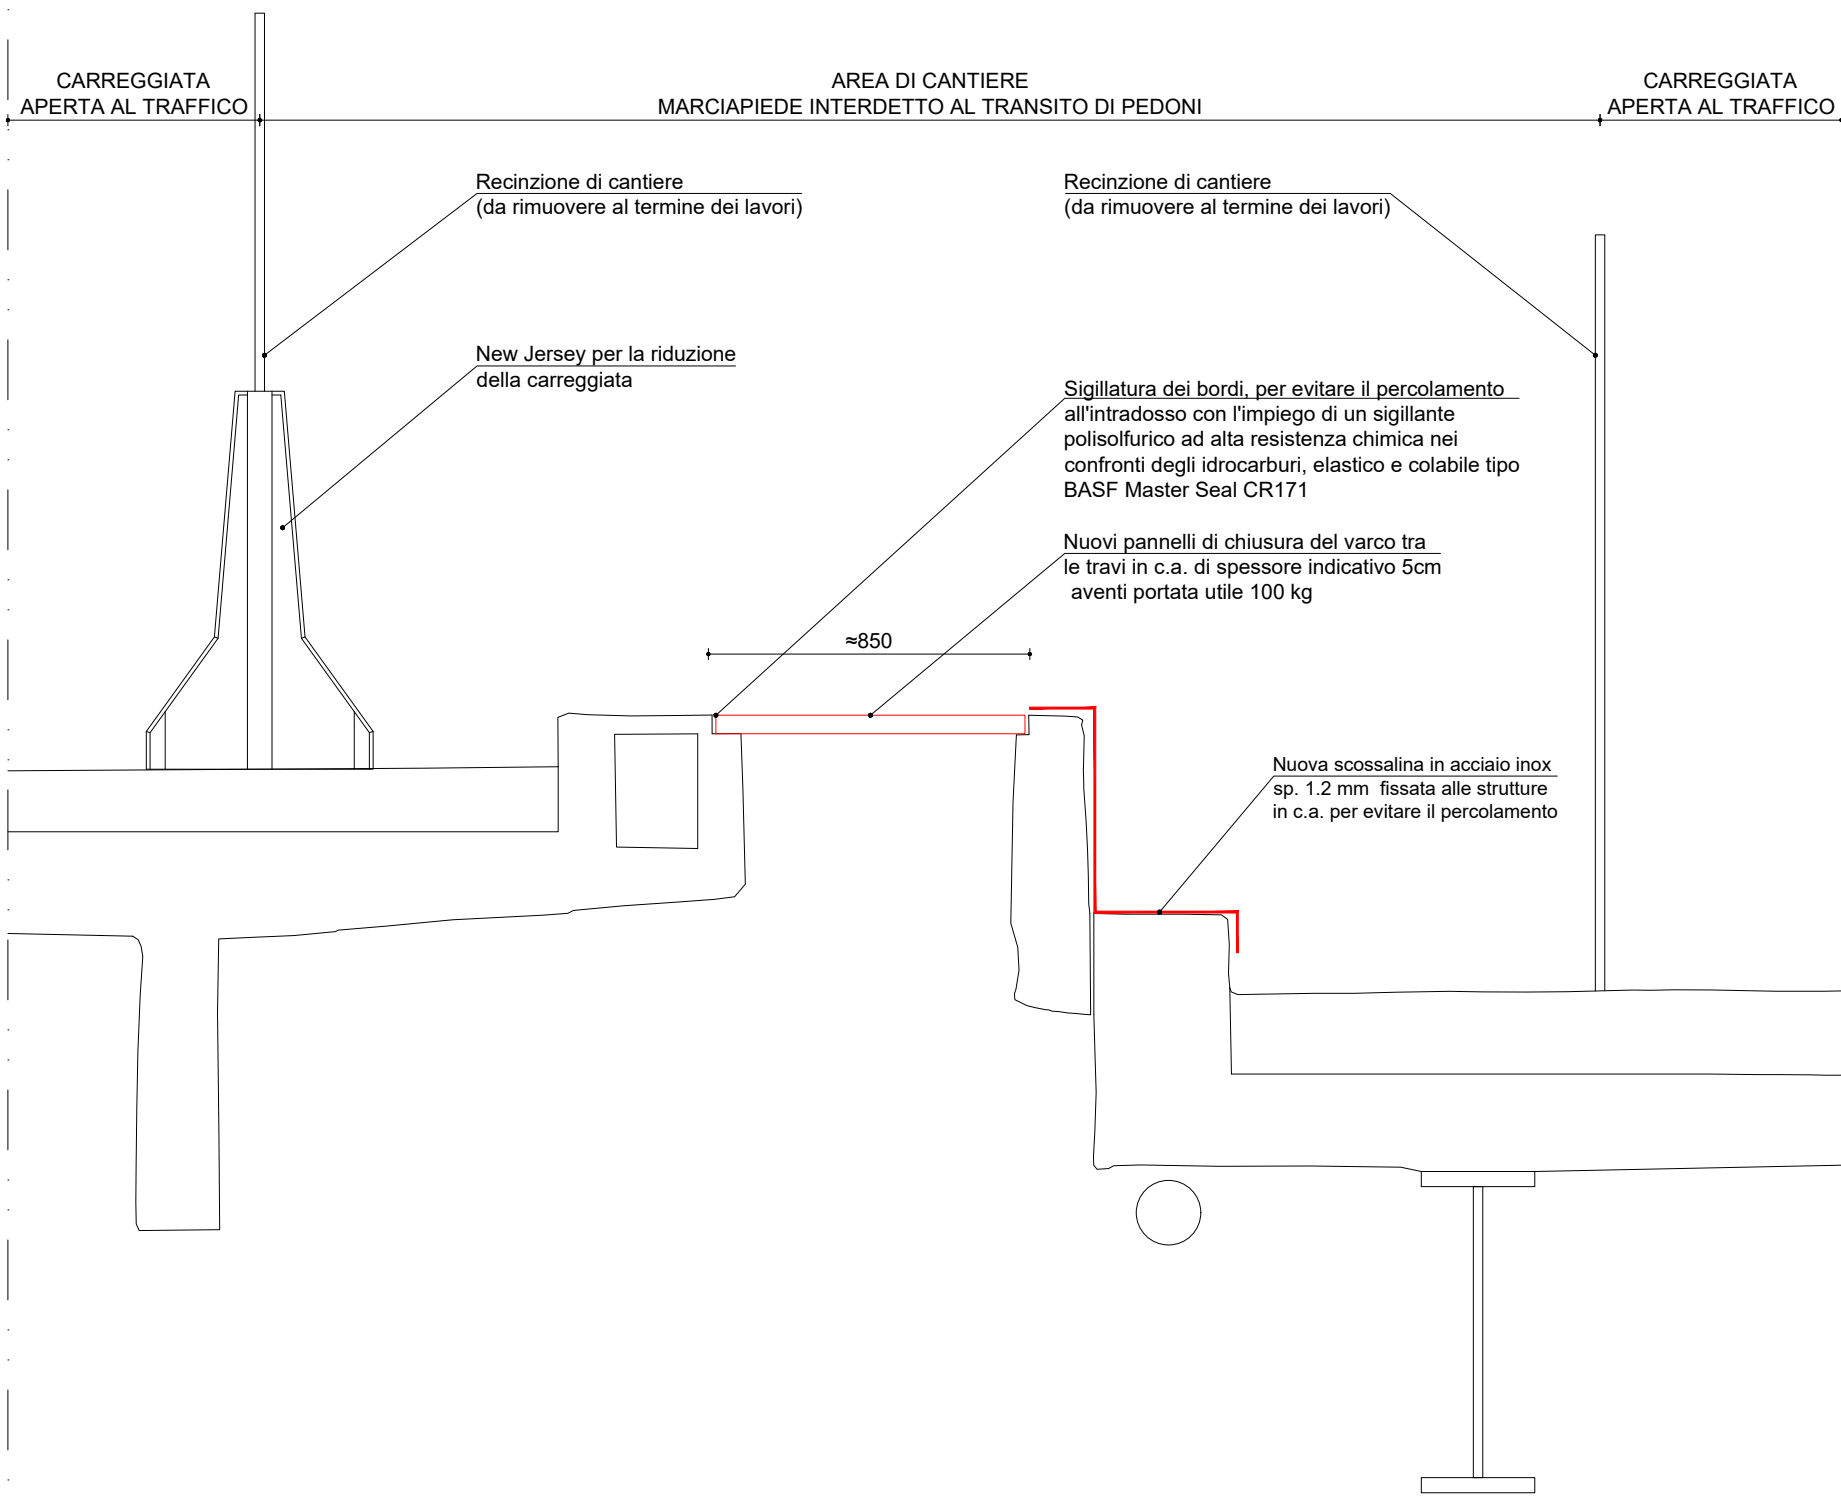 CARREGGIATA
APERTA AL TRAFFICO
AREA DI CANTIERE
MARCIAPIEDE INTERDETTO AL TRANSITO DI PEDONI
CARREGGIATA
APERTA AL TRAFFICO
Recinzione di cantiere
(da rimuovere al termine dei lavori)
Recinzione di cantiere
(da rimuovere al termine dei lavori)
New Jersey per la riduzione
della carreggiata
Sigillatura dei bordi, per evitare il percolamento
all'intradosso con l'impiego di un sigillante
polisolfurico ad alta resistenza chimica nei
confronti degli idrocarburi, elastico e colabile tipo
BASF Master Seal CR171
Nuovi pannelli di chiusura del varco tra
le travi in c.a. di spessore indicativo 5cm
aventi portata utile 100 kg
≈850
Nuova scossalina in acciaio inox
sp. 1.2 mm fissata alle strutture
in c.a. per evitare il percolamento